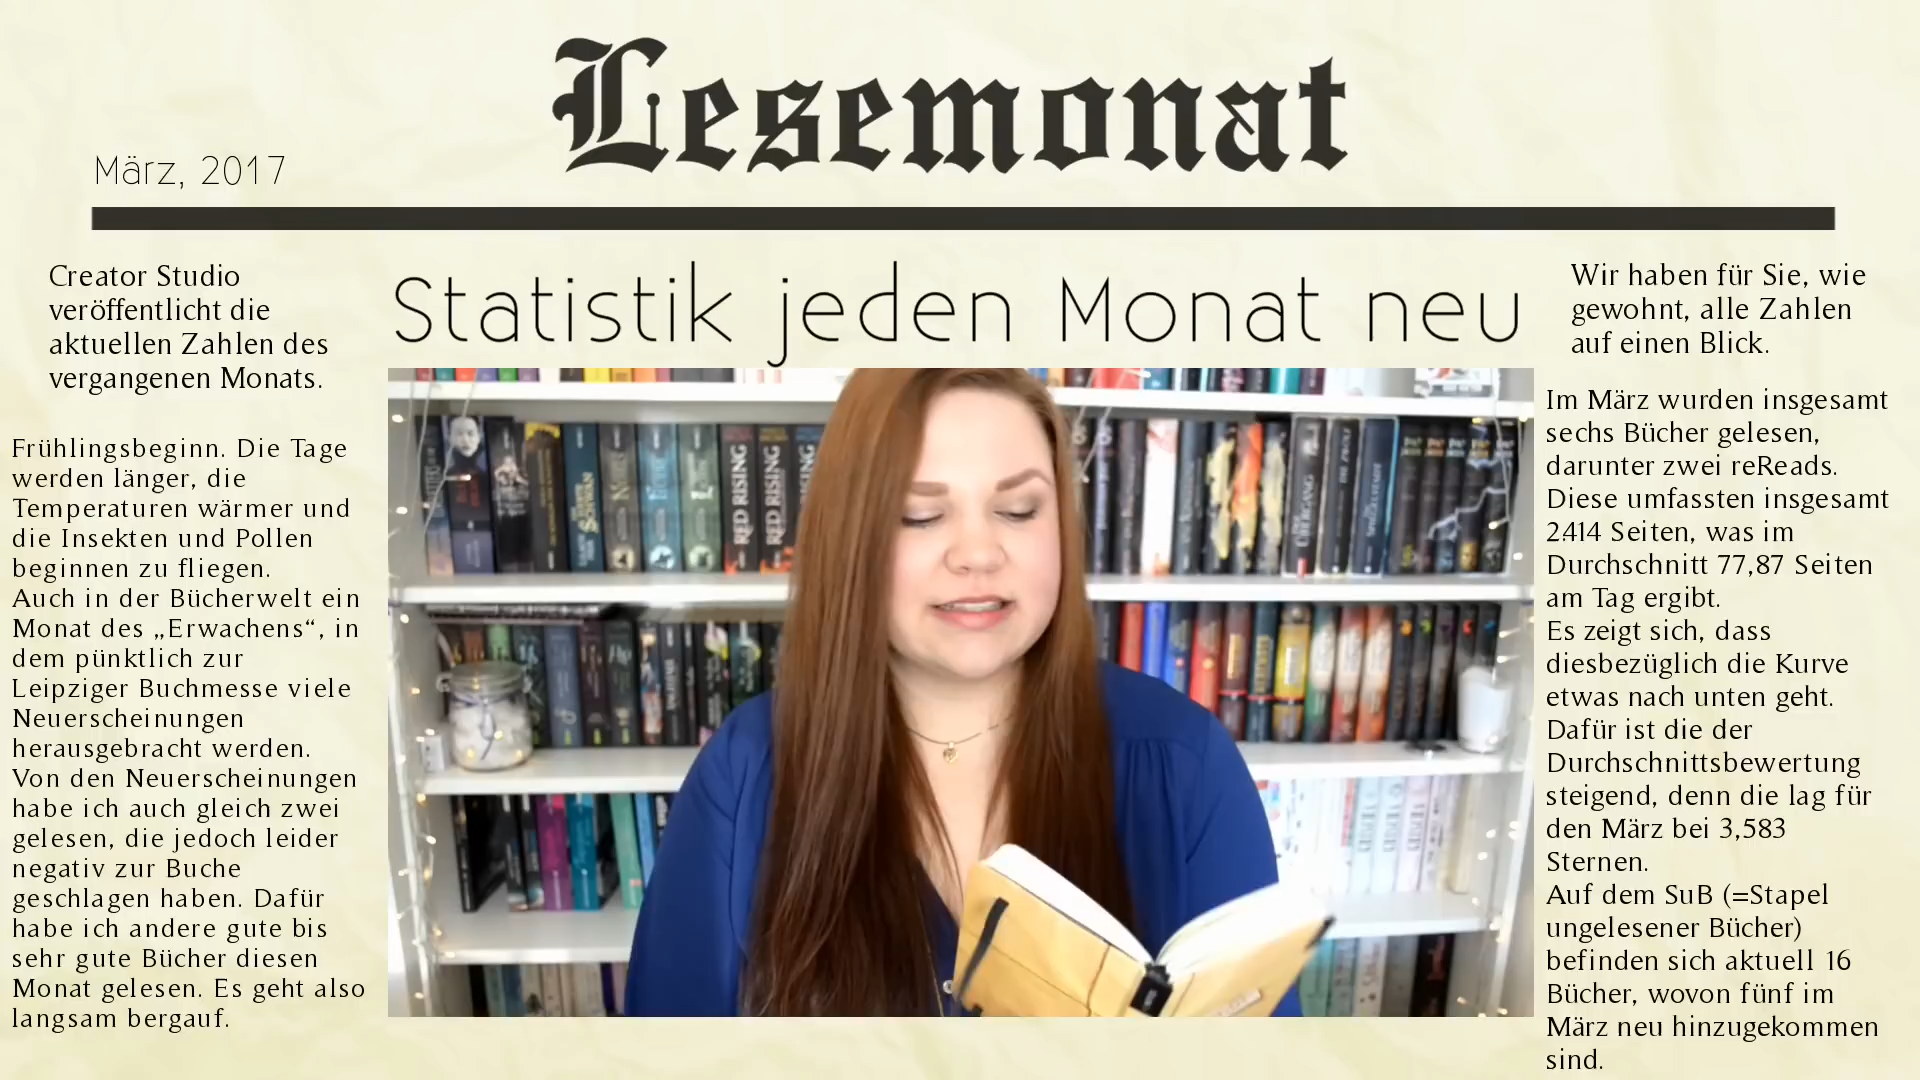 Lesemonat
März, 2017
Creator Studio
veröffentlicht die
aktuellen Zahlen des
vergangenen Monats.
Frühlingsbeginn. Die Tage
werden länger, die
Temperaturen wärmer und
die Insekten und Pollen
beginnen zu fliegen.
Auch in der Bücherwelt ein
Monat des „Erwachens“, in
dem pünktlich zur
Leipziger Buchmesse viele
Neuerscheinungen
herausgebracht werden.
Von den Neuerscheinungen
habe ich auch gleich zwei
gelesen, die jedoch leider
negativ zur Buche
geschlagen haben. Dafür
habe ich andere gute bis
sehr gute Bücher diesen
Monat gelesen. Es geht also
langsam bergauf.
Statistik jeden Monat neu
RED RISING
RED RISING
Wir haben für Sie, wie
gewohnt, alle Zahlen
auf einen Blick.
Im März wurden insgesamt
sechs Bücher gelesen,
darunter zwei reReads.
Diese umfassten insgesamt
2414 Seiten, was im
Durchschnitt 77,87 Seiten
am Tag ergibt.
Es zeigt sich, dass
diesbezüglich die Kurve
etwas nach unten geht.
Dafür ist die der
Durchschnittsbewertung
steigend, denn die lag für
den März bei 3,583
Sternen.
Auf dem SuB (=Stapel
ungelesener Bücher)
befinden sich aktuell 16
Bücher, wovon fünf im
März neu hinzugekommen
sind.